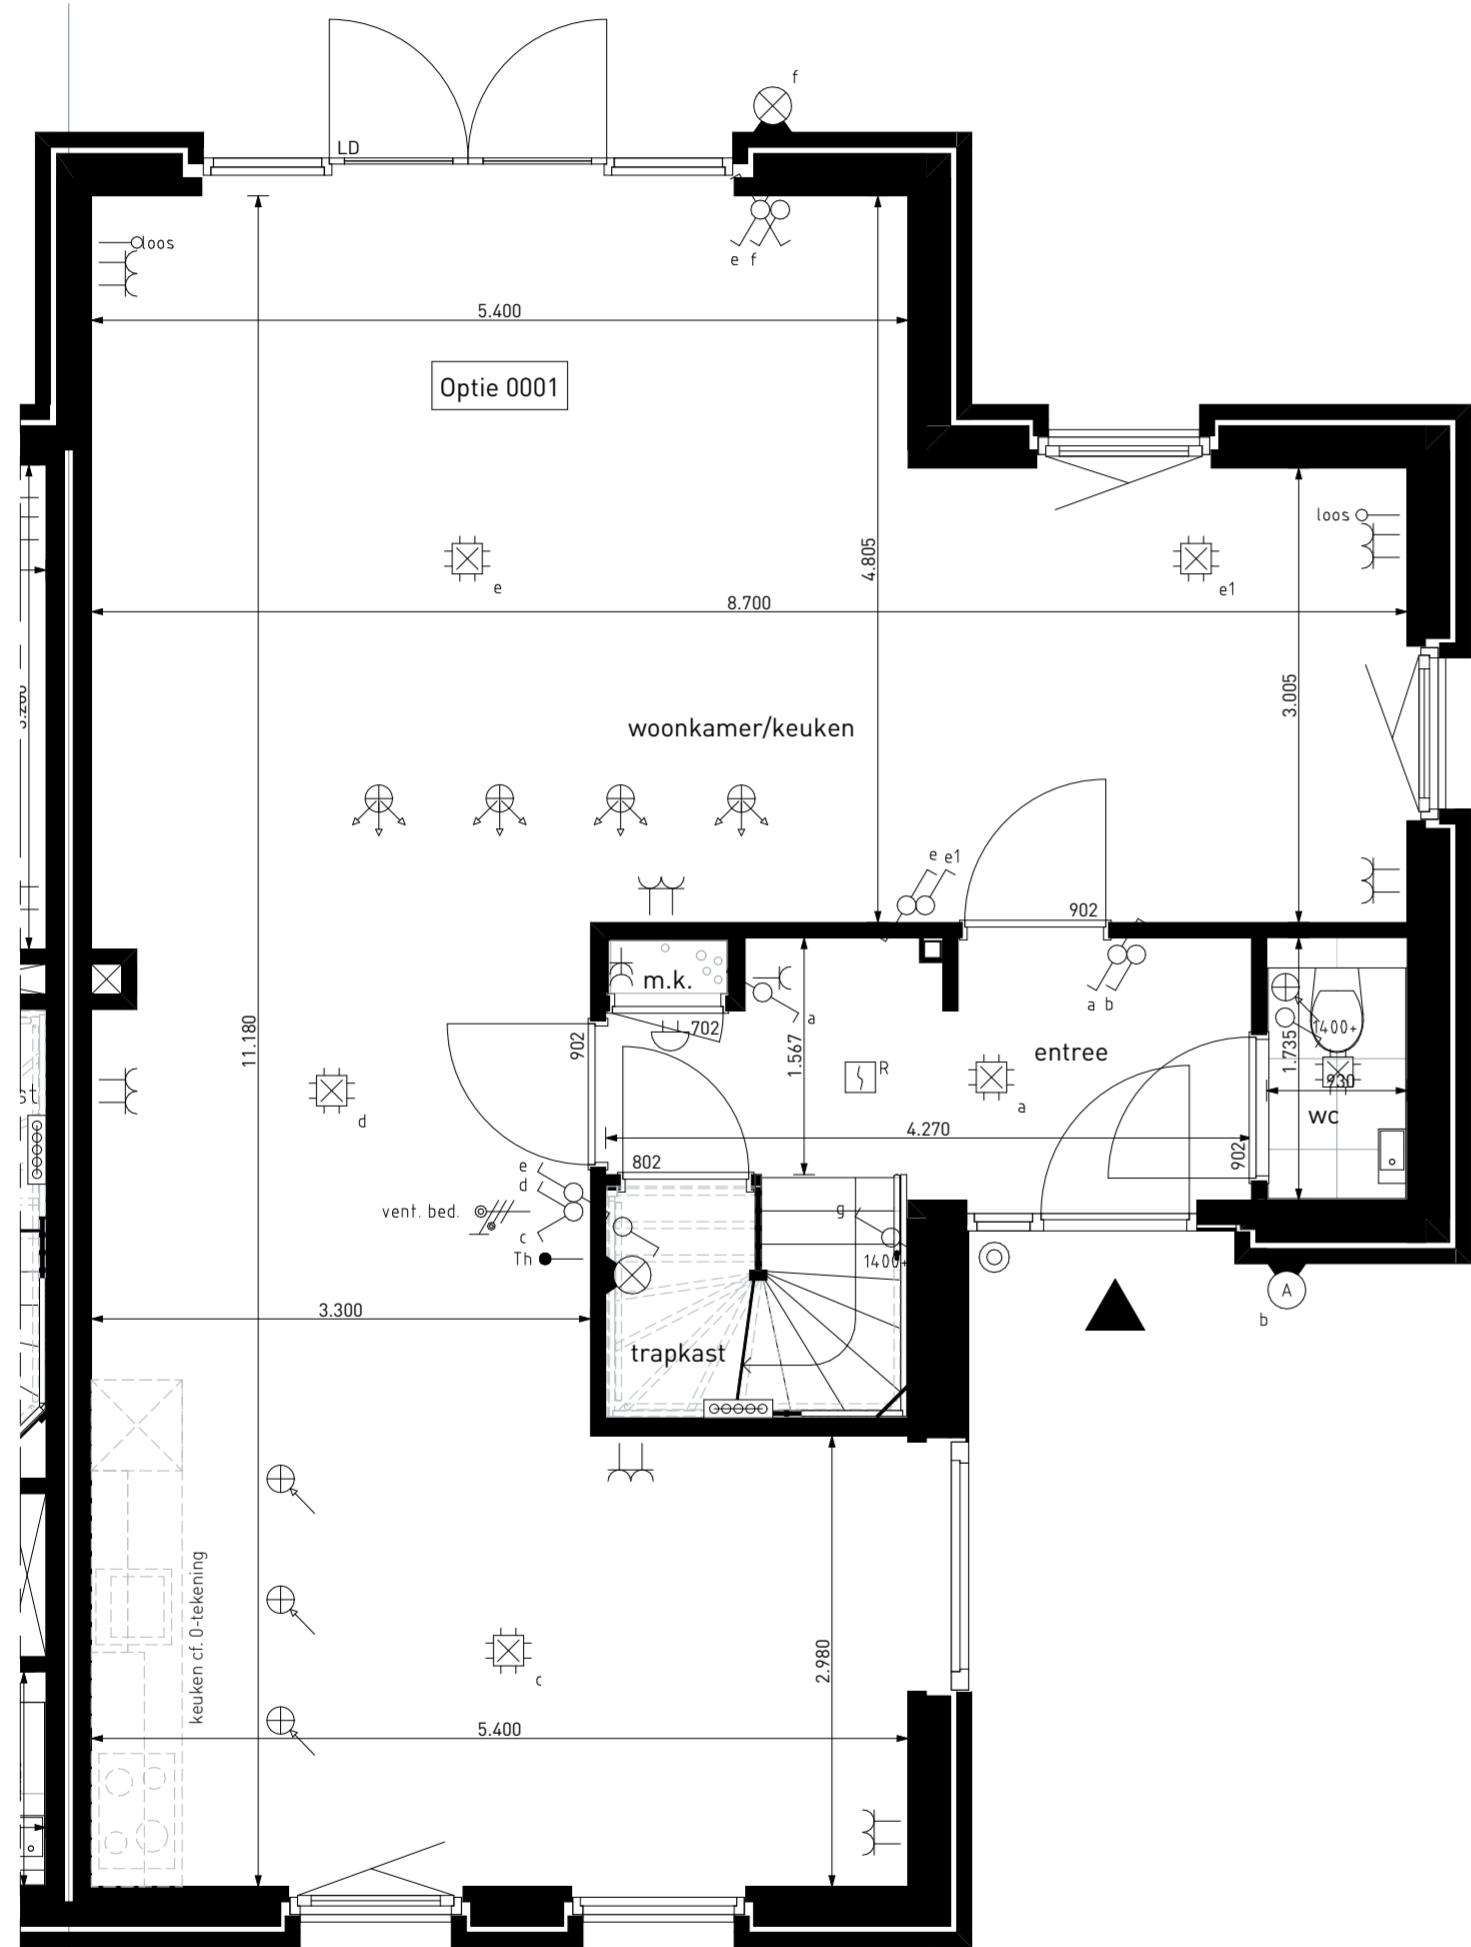 f
LD
loos
e f
5.400
Optie 0001
loos
4.805
e
e1
8.700
3.005
woonkamer/keuken
e e1
902
m.k.
a b
702
a
902
11.180
1.567
R
entree
a
1400+
1.735
930
wc
d
4.270
902
802
e
d
vent. bed.
c
Th
g
1400+
A
b
3.300
trapkast
keuken cf. 0-tekening
c
2.980
5.400